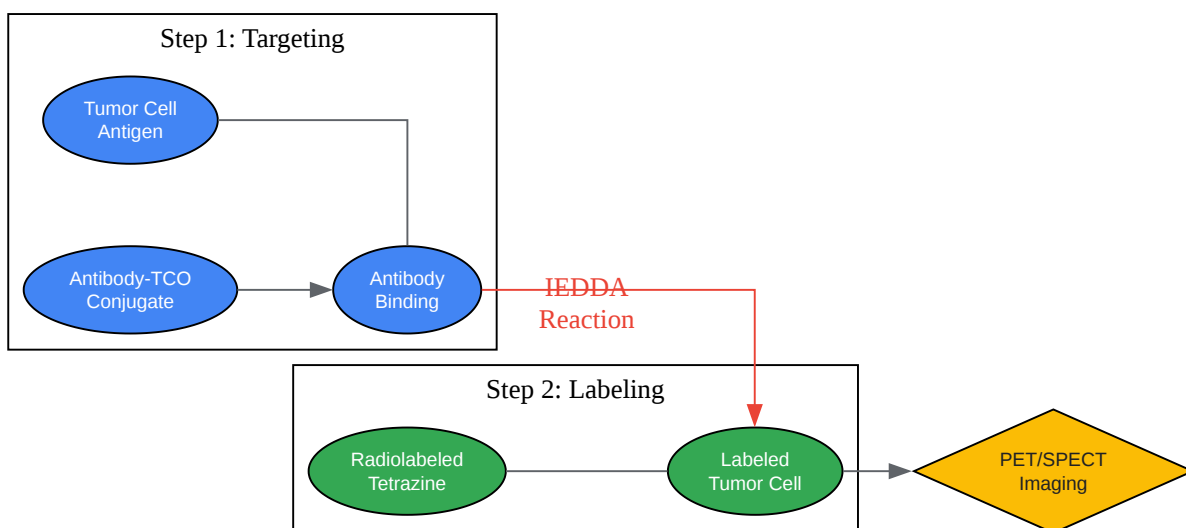 Step 1: Targeting
Tumor Cell
Antigen
Antibody-TCO
Conjugate
Antibody
Binding
IEDDA
Reaction
Step 2: Labeling
Radiolabeled
Tetrazine
Labeled
Tumor Cell
PET/SPECT
Imaging